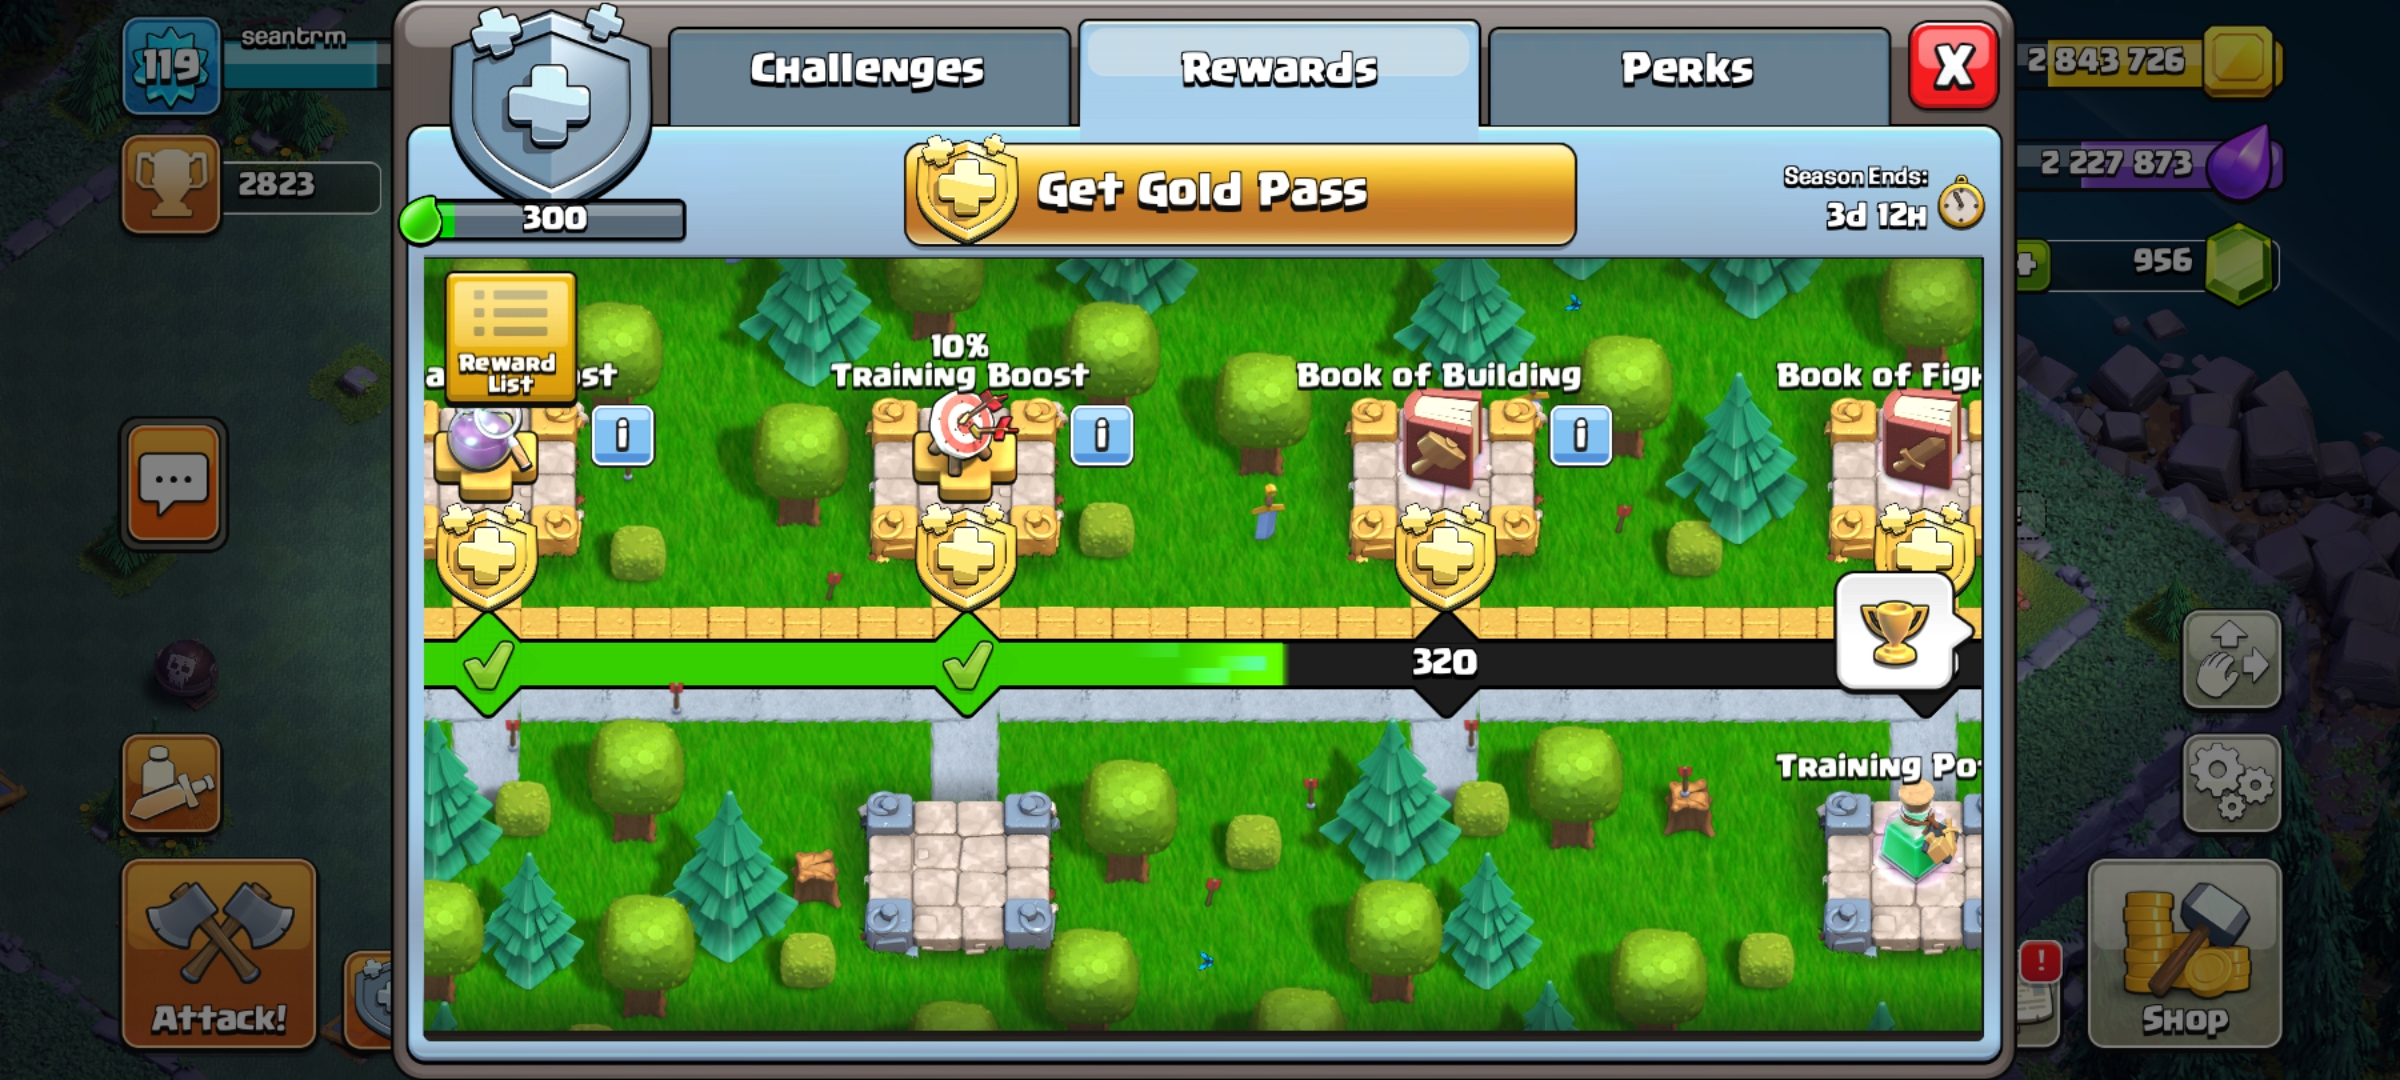 119
seantrm
2823
Challenges
Rewards
Perks
X
2 843 726
2 227 873
956
300
Get Gold Pass
Season Ends:
3d 12H
Reward
List
10%
Training Boost
Book of Building
Book of Figh
i
i
i
320
Training Po
Attack!
!
Shop